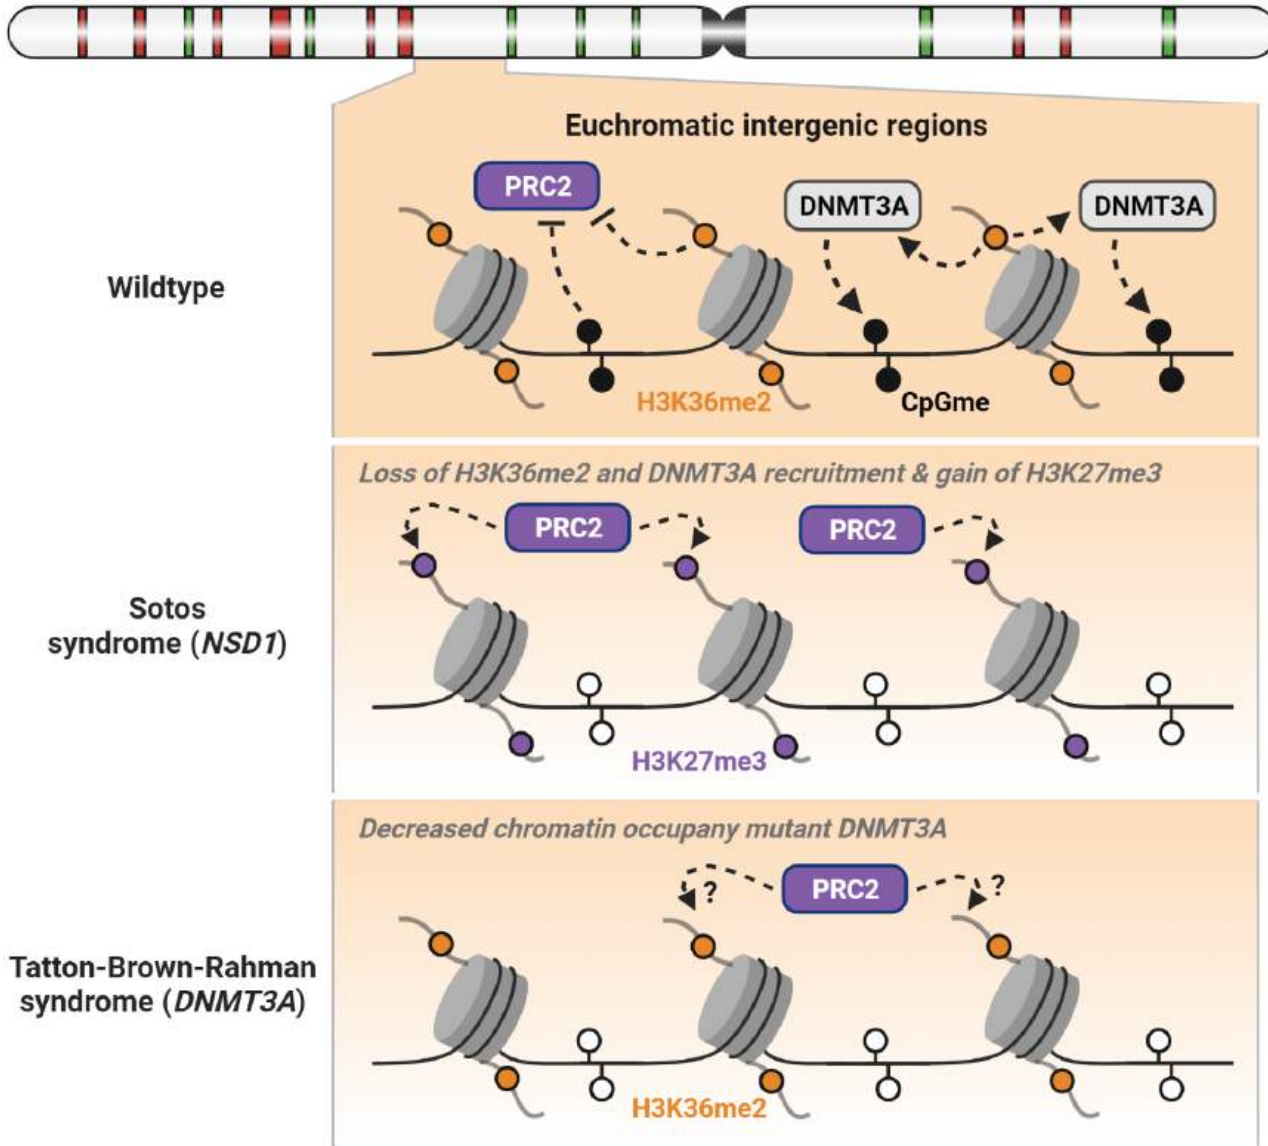 Euchromatic intergenic regions
PRC2
DNMT3A
DNMT3A
Wildtype
H3K36me2
CpGme
Loss of H3K36me2 and DNMT3A recruitment & gain of H3K27me3
PRC2
PRC2
Sotos
syndrome (NSD1)
H3K27me3
Decreased chromatin occupany mutant DNMT3A
PRC2
?
?
Tatton-Brown-Rahman
syndrome (DNMT3A)
H3K36me2